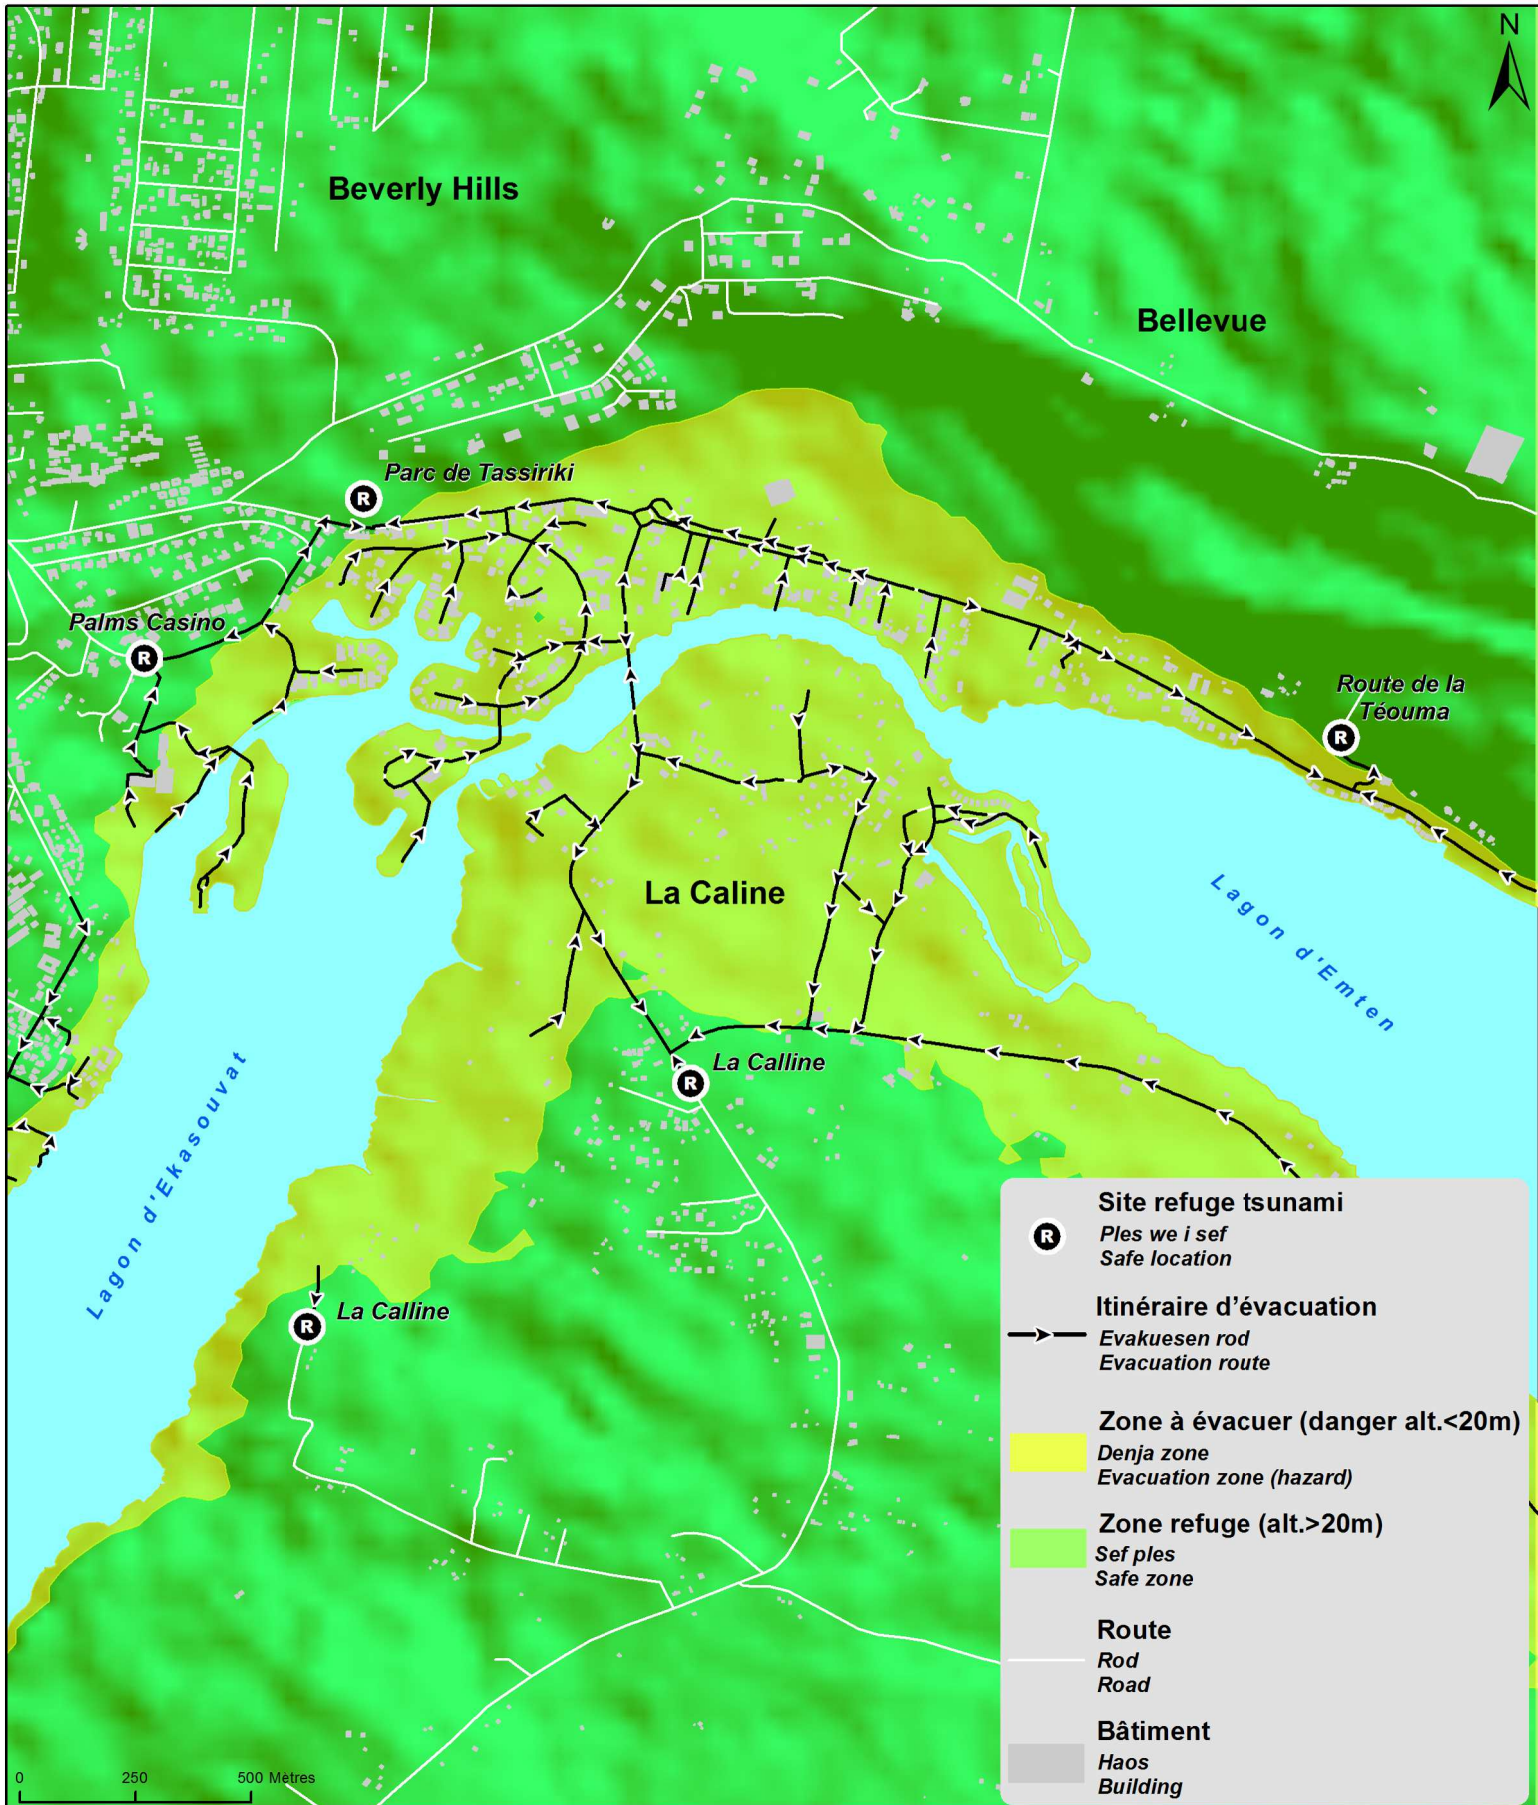 N
Beverly Hills
Bellevue
Parc de Tassiriki
R
Palms Casino
R
Route de la
Téouma
R
La Caline
Lagon d'Emten
La Calline
R
Lagon d'Ekasouvat
La Calline
R
Site refuge tsunami
R
Ples we i sef
Safe location
Itinéraire d’évacuation
Evakuesen rod
Evacuation route
Zone à évacuer (danger alt.<20m)
Denja zone
Evacuation zone (hazard)
Zone refuge (alt.>20m)
Sef ples
Safe zone
Route
Rod
Road
Bâtiment
Haos
Building
0 250 500 Mètres